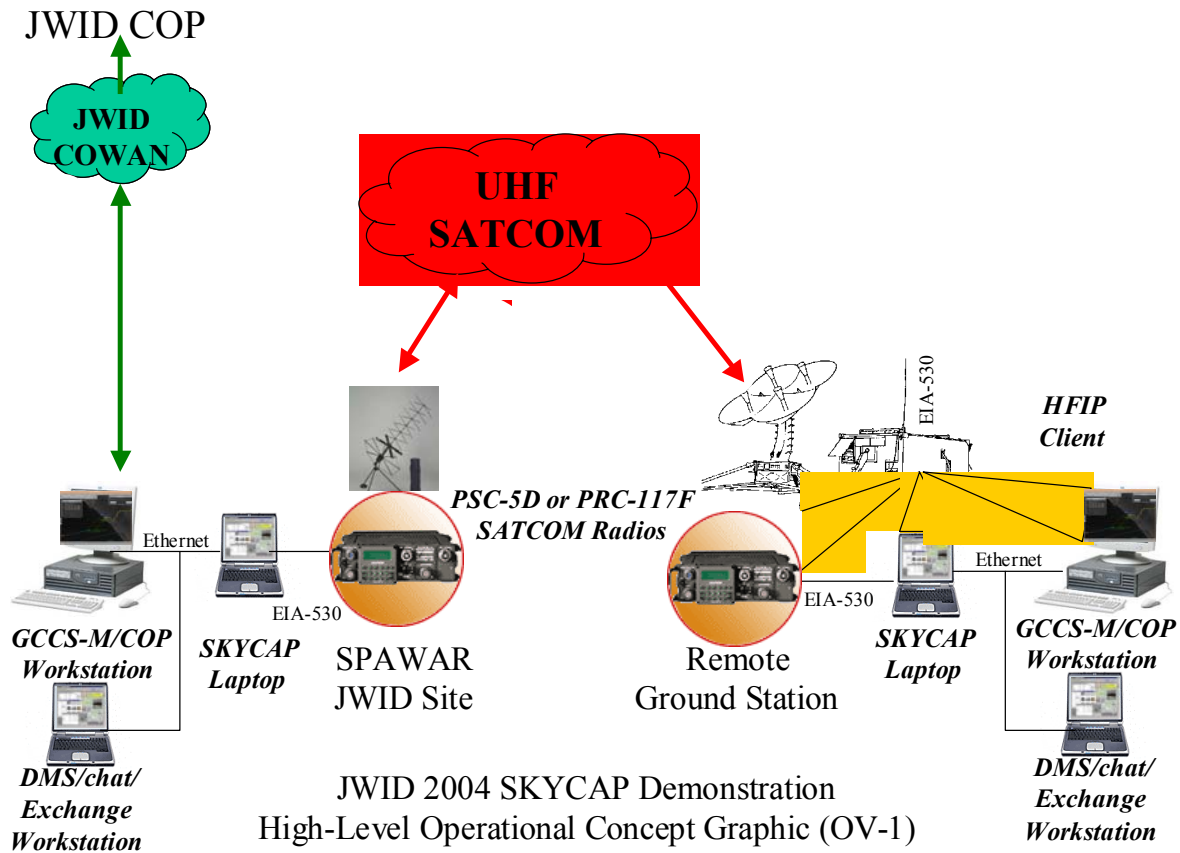 JWID COP
JWID
COWAN
UHF
SATCOM
EIA-530
HFIP
Client
PSC-5D or PRC-117F
SATCOM Radios
Ethernet
EIA-530
GCCS-M/COP
Workstation
SKYCAP
Laptop
SPAWAR
JWID Site
DMS/chat/
Exchange
Workstation
Remote
Ground Station
EIA-530
Ethernet
SKYCAP
Laptop
GCCS-M/COP
Workstation
DMS/chat/
Exchange
Workstation
JWID 2004 SKYCAP Demonstration
High-Level Operational Concept Graphic (OV-1)